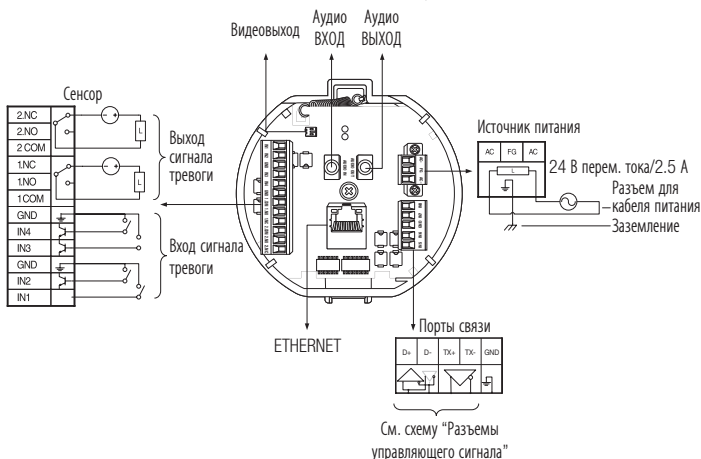 Видеовыход
Аудио
ВХОД
Аудио
ВЫХОД
Сенсор
2.NC
2.NO
2 COM
1.NC
1.NO
1 COM
GND
IN4
IN3
GND
IN2
IN1
L
L
Выход
сигнала
тревоги
Вход сигнала
тревоги
Источник питания
AC FG AC
L
24 В перем. тока/2.5 А
Разъем для
кабеля питания
Заземление
ETHERNET
Порты связи
D+ D- TX+ TX- GND
См. схему “Разъемы
управляющего сигнала”